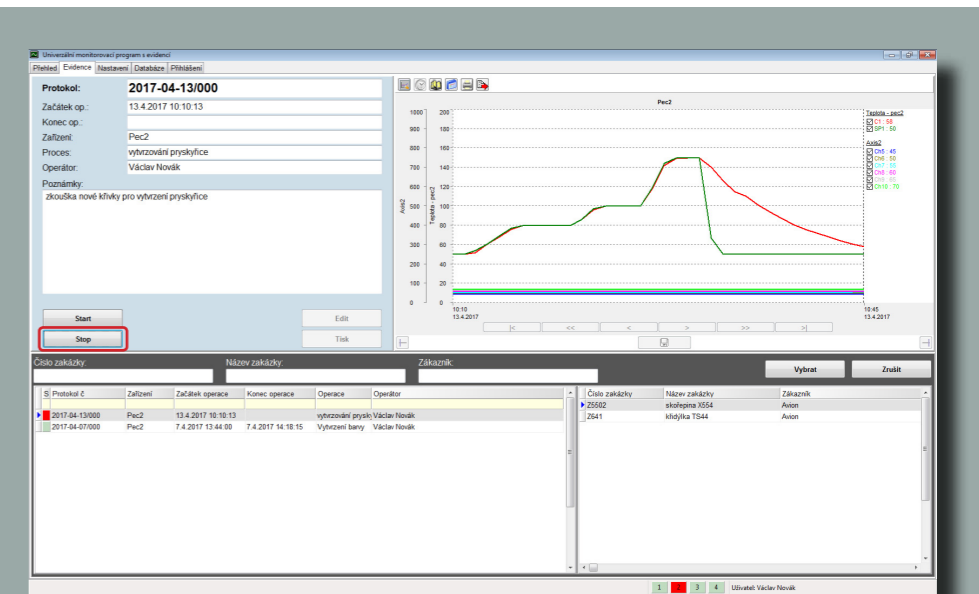 Univerzální monitorovací program s evidencí
Přehled Evidence Nastavení Databáze Přihlášení
Protokol: 2017-04-13/000
Začátek op.: 13.4.2017 10:10:13
Konec op.:
Zařízení: Pec2
Proces: vytvrzování pryskyřice
Operátor: Václav Novák
Poznámky:
zkouška nové křivky pro vytvrzení pryskyřice
Start Edit
Stop Tisk
Pec2
Axis2
1000
900
800
700
600
500
400
300
200
100
0
Teplota - pec2
200
180
160
140
120
100
80
60
40
20
0
10:10
13.4.2017
10:45
13.4.2017
Teplota - pec2
C1 : 58
SP1 : 50
Axis2
Ch5 : 45
Ch6 : 50
Ch8 : 60
Ch10 : 70
|< << < > >> >|
Číslo zakázky: Název zakázky: Zákazník:
Vybrat Zrušit
S Protokol č Zařízení Začátek operace Konec operace Operace Operátor
2017-04-13/000 Pec2 13.4.2017 10:10:13 vytvrzování prysky Václav Novák
2017-04-07/000 Pec2 7.4.2017 13:44:00 7.4.2017 14:18:15 Vytvrzení barvy Václav Novák
Číslo zakázky Název zakázky Zákazník
Z5502 skořepina X554 Avion
Z641 křidýlka TS44 Avion
1 2 3 4 Uživatel: Václav Novák